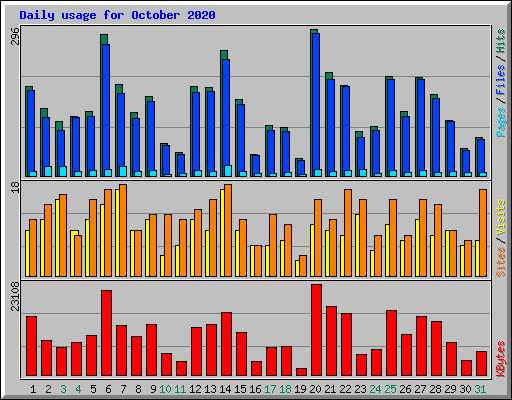 Daily usage for October 2020
296
Pages / Files / Hits
18
Sites / Visits
23108
KBytes
1 2 3 4 5 6 7 8 9 10 11 12 13 14 15 16 17 18 19 20 21 22 23 24 25 26 27 28 29 30 31